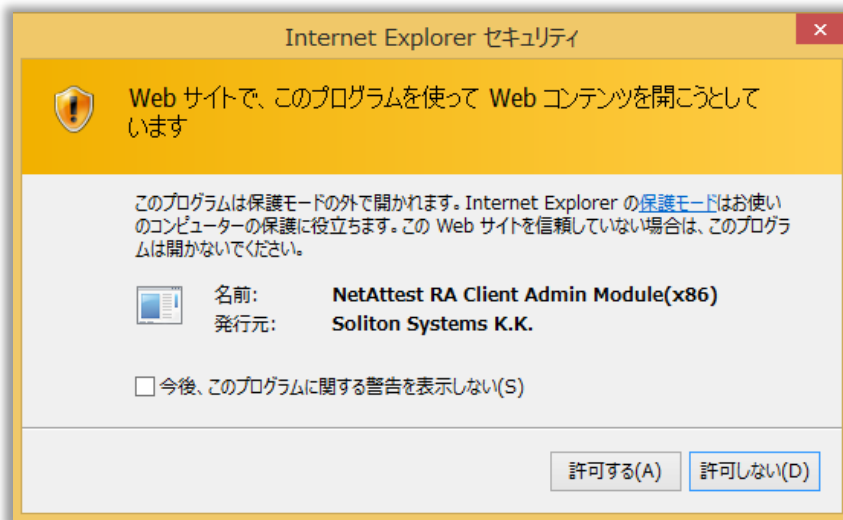 Internet Explorer セキュリティ
Web サイトで、このプログラムを使って Web コンテンツを開こうとして
います
このプログラムは保護モードの外で開かれます。Internet Explorer の保護モードはお使い
のコンピューターの保護に役立ちます。この Web サイトを信頼していない場合は、このプログラ
ムは開かないでください。
名前: NetAttest RA Client Admin Module(x86)
発行元: Soliton Systems K.K.
今後、このプログラムに関する警告を表示しない(S)
許可する(A) 許可しない(D)